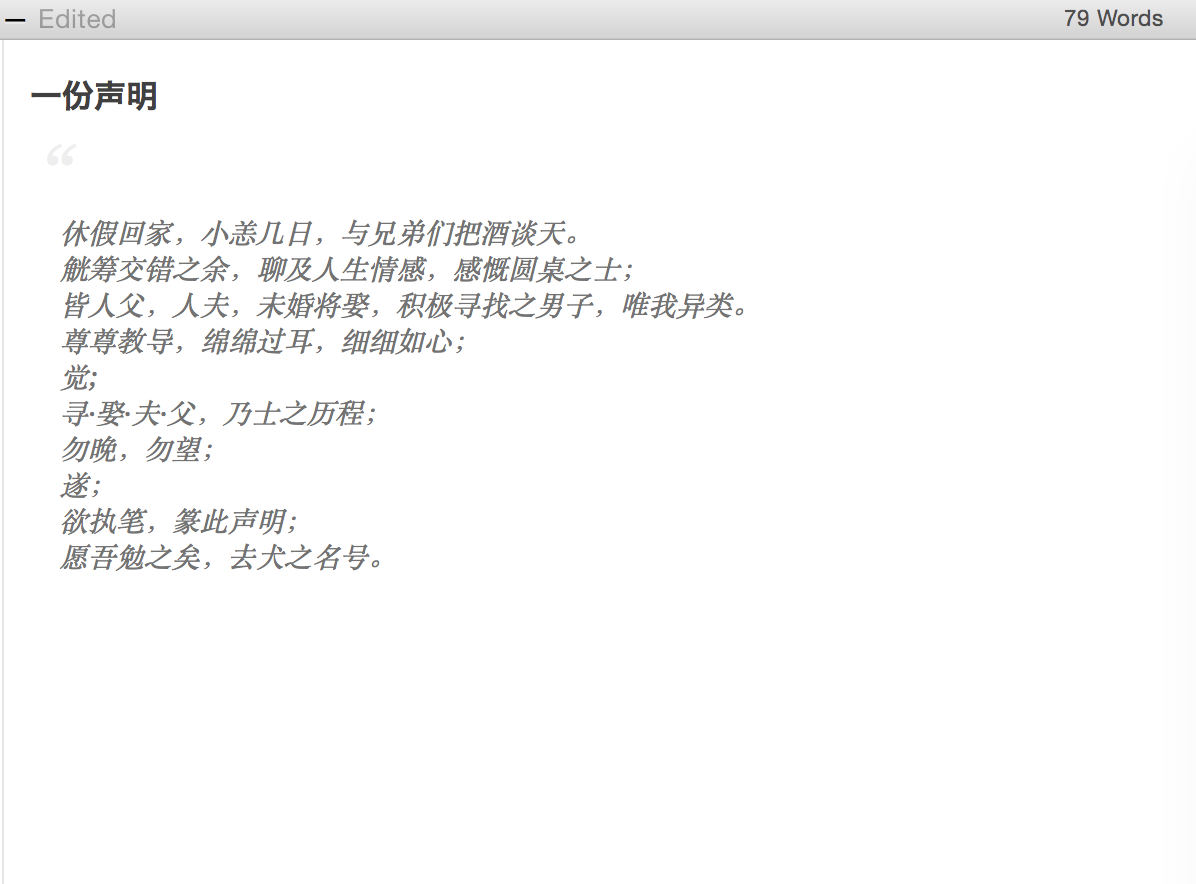 — Edited
79 Words
一份声明
“
休假回家，小恙几日，与兄弟们把酒谈天。
觥筹交错之余，聊及人生情感，感慨圆桌之士；
皆人父，人夫，未婚将娶，积极寻找之男子，唯我异类。
尊尊教导，绵绵过耳，细细如心；
觉;
寻·娶·夫·父，乃士之历程；
勿晚，勿望；
遂；
欲执笔，篆此声明；
愿吾勉之矣，去犬之名号。